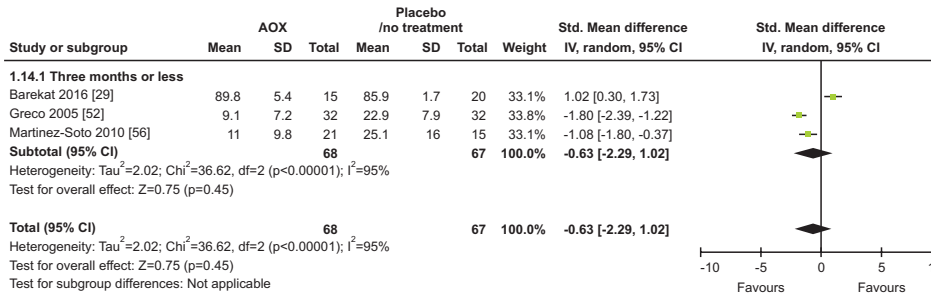 AOX Placebo /no treatment Std. Mean difference Std. Mean difference
Study or subgroup Mean SD Total Mean SD Total Weight IV, random, 95% CI IV, random, 95% CI
1.14.1 Three months or less
Barekat 2016 [29] 89.8 5.4 15 85.9 1.7 20 33.1% 1.02 [0.30, 1.73]
Greco 2005 [52] 9.1 7.2 32 22.9 7.9 32 33.8% -1.80 [-2.39, -1.22]
Martinez-Soto 2010 [56] 11 9.8 21 25.1 16 15 33.1% -1.08 [-1.80, -0.37]
Subtotal (95% CI) 68 67 100.0% -0.63 [-2.29, 1.02]
Heterogeneity: Tau²=2.02; Chi²=36.62, df=2 (p<0.00001); I²=95%
Test for overall effect: Z=0.75 (p=0.45)
Total (95% CI) 68 67 100.0% -0.63 [-2.29, 1.02]
Heterogeneity: Tau²=2.02; Chi²=36.62, df=2 (p<0.00001); I²=95%
Test for overall effect: Z=0.75 (p=0.45)
Test for subgroup differences: Not applicable
-10 -5 0 5
Favours Favours